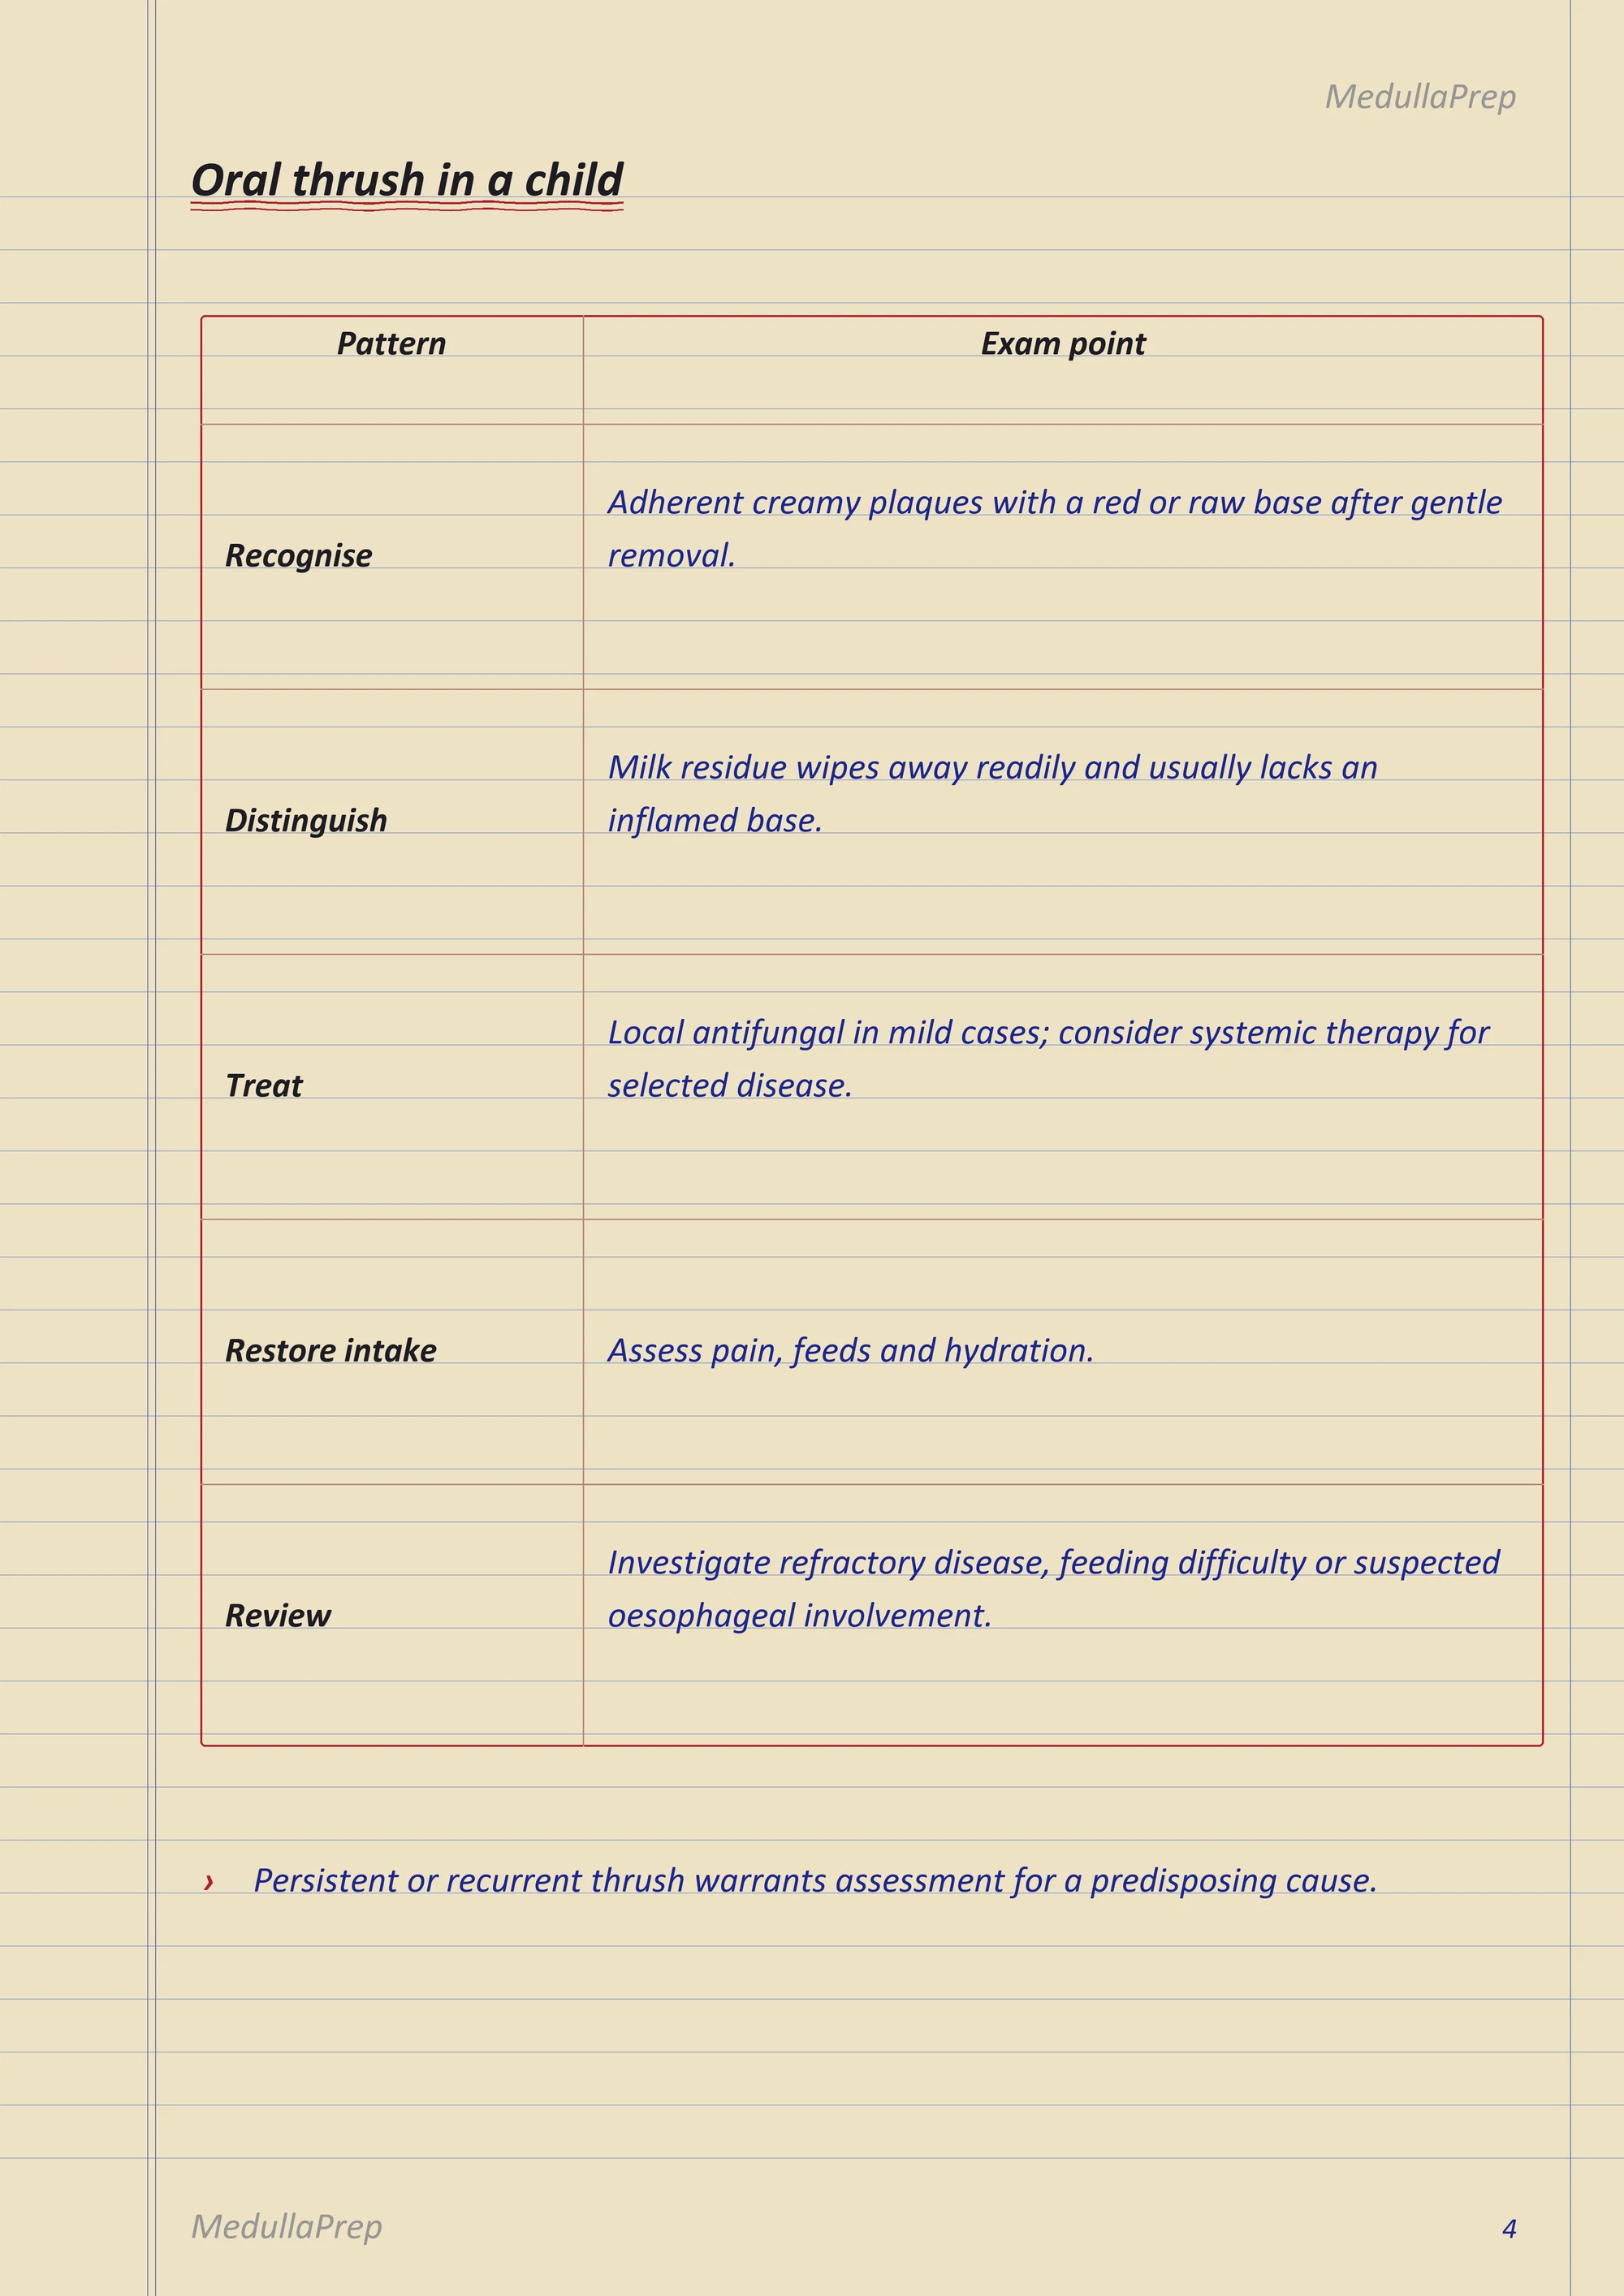 MedullaPrep
Oral thrush in a child
Pattern
Exam point
Recognise
Adherent creamy plaques with a red or raw base after gentle
removal.
Distinguish
Milk residue wipes away readily and usually lacks an
inflamed base.
Treat
Local antifungal in mild cases; consider systemic therapy for
selected disease.
Restore intake
Assess pain, feeds and hydration.
Review
Investigate refractory disease, feeding difficulty or suspected
oesophageal involvement.
› Persistent or recurrent thrush warrants assessment for a predisposing cause.
MedullaPrep
4